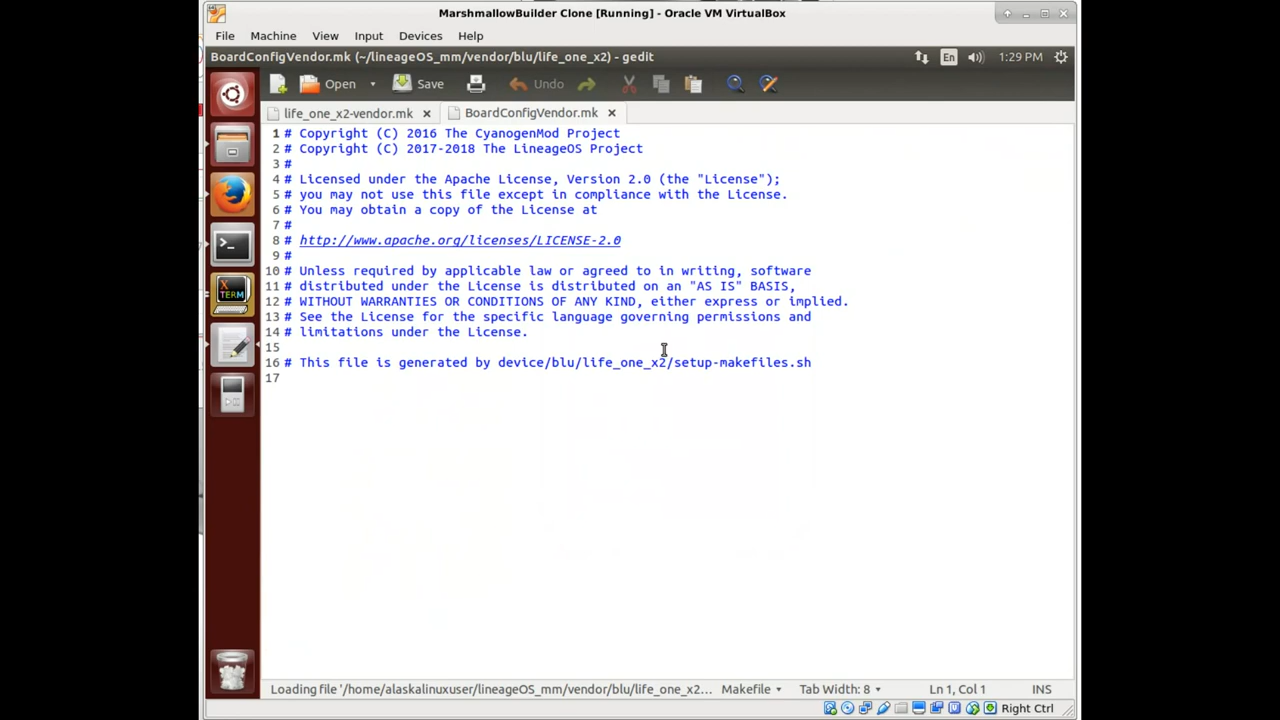 MarshmallowBuilder Clone [Running] - Oracle VM VirtualBox
File Machine View Input Devices Help
BoardConfigVendor.mk (~/lineageOS_mm/vendor/blu/life_one_x2) - gedit En 1:29 PM
Open Save Undo
life_one_x2-vendor.mk BoardConfigVendor.mk
1 # Copyright (C) 2016 The CyanogenMod Project
2 # Copyright (C) 2017-2018 The LineageOS Project
3 #
4 # Licensed under the Apache License, Version 2.0 (the "License");
5 # you may not use this file except in compliance with the License.
6 # You may obtain a copy of the License at
7 #
8 # http://www.apache.org/licenses/LICENSE-2.0
9 #
10 # Unless required by applicable law or agreed to in writing, software
11 # distributed under the License is distributed on an "AS IS" BASIS,
12 # WITHOUT WARRANTIES OR CONDITIONS OF ANY KIND, either express or implied.
13 # See the License for the specific language governing permissions and
14 # limitations under the License.
15
16 # This file is generated by device/blu/life_one_x2/setup-makefiles.sh
17
X TERM
Loading file '/home/alaskalinuxuser/lineageOS_mm/vendor/blu/life_one_x2... Makefile Tab Width: 8 Ln 1, Col 1 INS
Right Ctrl